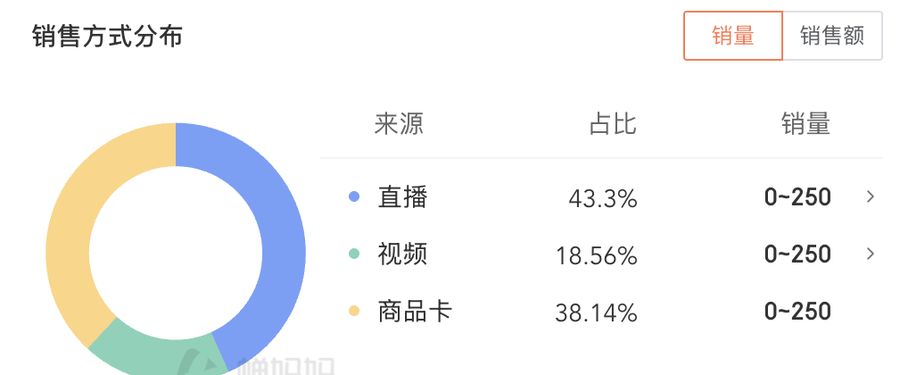 销售方式分布
销量 销售额
来源 占比 销量
直播 43.3% 0~250 >
视频 18.56% 0~250 >
商品卡 38.14% 0~250